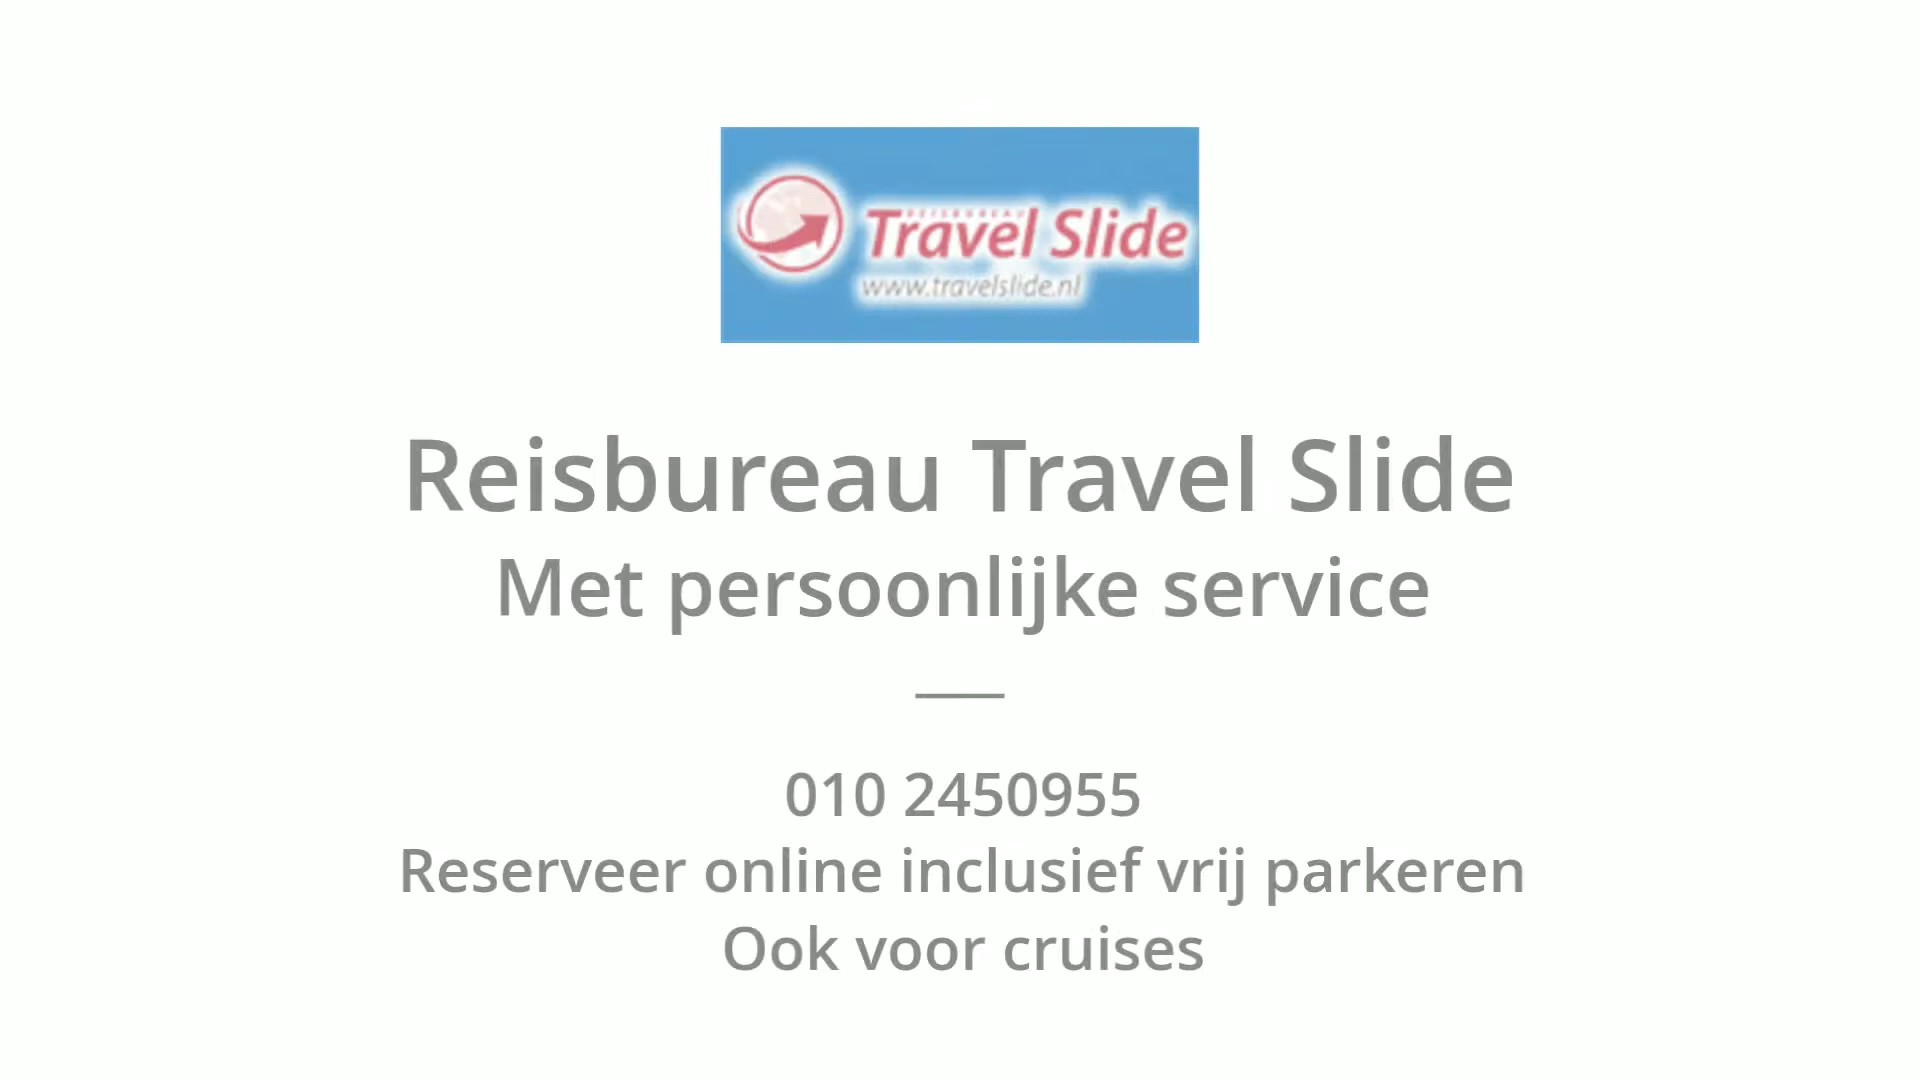 REISBUREAU
Travel Slide
www.travelslide.nl
Reisbureau Travel Slide
Met persoonlijke service
010 2450955
Reserveer online inclusief vrij parkeren
Ook voor cruises